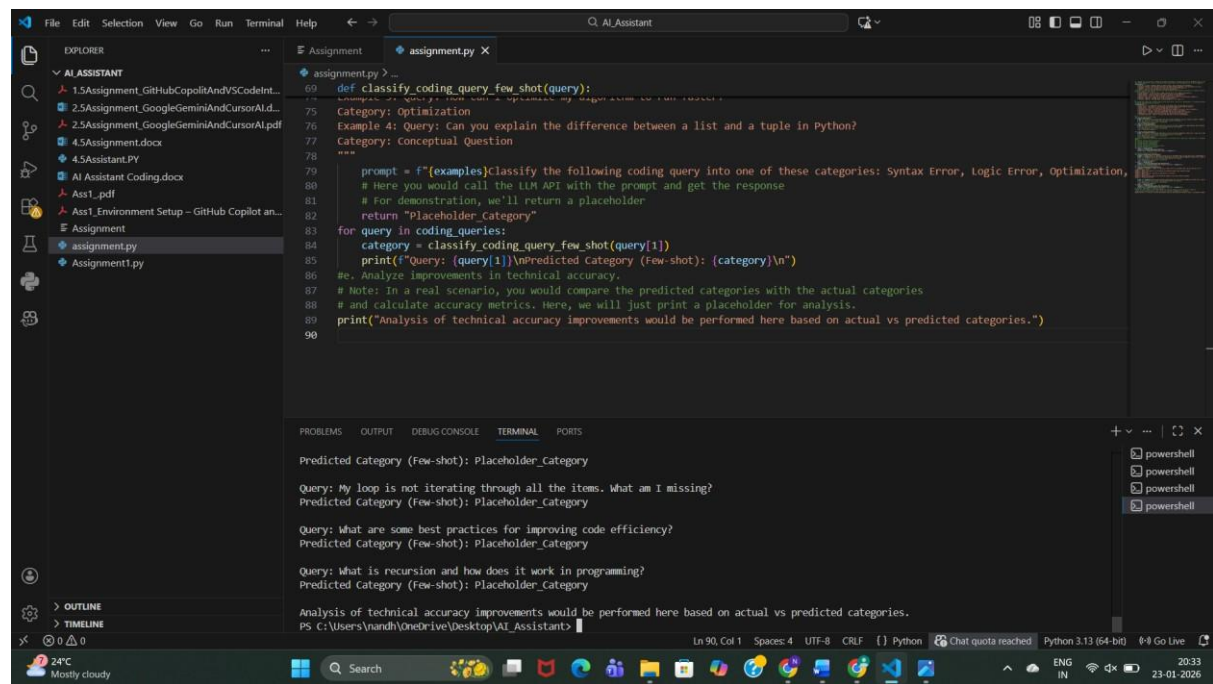 File Edit Selection View Go Run Terminal Help
AI_Assistant
EXPLORER
AI_ASSISTANT
1.5Assignment_GitHubCopolitAndVSCodeInt...
2.5Assignment_GoogleGeminiAndCursorAI.d...
2.5Assignment_GoogleGeminiAndCursorAI.pdf
4.5Assignment.docx
4.5Assistant.PY
AI Assistant Coding.docx
Ass1_.pdf
Ass1_Environment Setup – GitHub Copilot an...
Assignment
assignment.py
Assignment1.py
OUTLINE
TIMELINE
Assignment assignment.py
assignment.py > ...
69 def classify_coding_query_few_shot(query):
75 Category: Optimization
76 Example 4: Query: Can you explain the difference between a list and a tuple in Python?
77 Category: Conceptual Question
78 """
79 prompt = f"{examples}Classify the following coding query into one of these categories: Syntax Error, Logic Error, Optimization,
80 # Here you would call the LLM API with the prompt and get the response
81 # For demonstration, we'll return a placeholder
82 return "Placeholder_Category"
83 for query in coding_queries:
84 category = classify_coding_query_few_shot(query[1])
85 print(f"Query: {query[1]}\nPredicted Category (Few-shot): {category}\n")
86 #e. Analyze improvements in technical accuracy.
87 # Note: In a real scenario, you would compare the predicted categories with the actual categories
88 # and calculate accuracy metrics. Here, we will just print a placeholder for analysis.
89 print("Analysis of technical accuracy improvements would be performed here based on actual vs predicted categories.")
90
PROBLEMS OUTPUT DEBUG CONSOLE TERMINAL PORTS
Predicted Category (Few-shot): Placeholder_Category
Query: My loop is not iterating through all the items. What am I missing?
Predicted Category (Few-shot): Placeholder_Category
Query: What are some best practices for improving code efficiency?
Predicted Category (Few-shot): Placeholder_Category
Query: What is recursion and how does it work in programming?
Predicted Category (Few-shot): Placeholder_Category
Analysis of technical accuracy improvements would be performed here based on actual vs predicted categories.
PS C:\Users\nandh\OneDrive\Desktop\AI_Assistant>
powershell
powershell
powershell
powershell
Ln 90, Col 1 Spaces: 4 UTF-8 CRLF {} Python Chat quota reached Python 3.13 (64-bit) Go Live
24°C
Mostly cloudy
Search
ENG
IN
20:33
23-01-2026